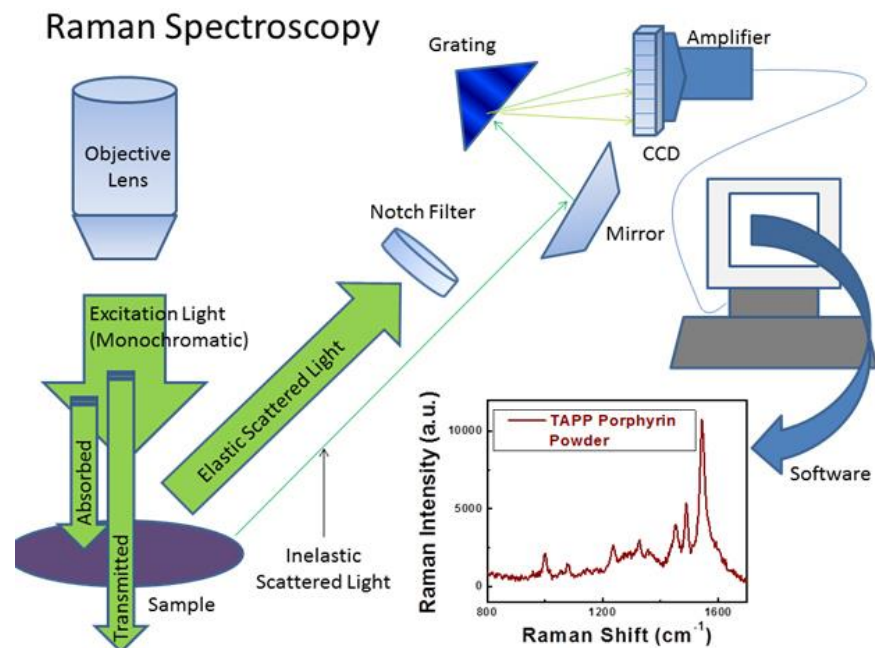 Raman Spectroscopy
Grating
Amplifier
CCD
Objective
Lens
Notch Filter
Mirror
Excitation Light
(Monochromatic)
Elastic Scattered Light
Absorbed
Transmitted
Sample
Inelastic
Scattered Light
Software
TAPP Porphyrin
Powder
Raman Intensity (a.u.)
10000
5000
0
800
1200
1600
Raman Shift (cm⁻¹)